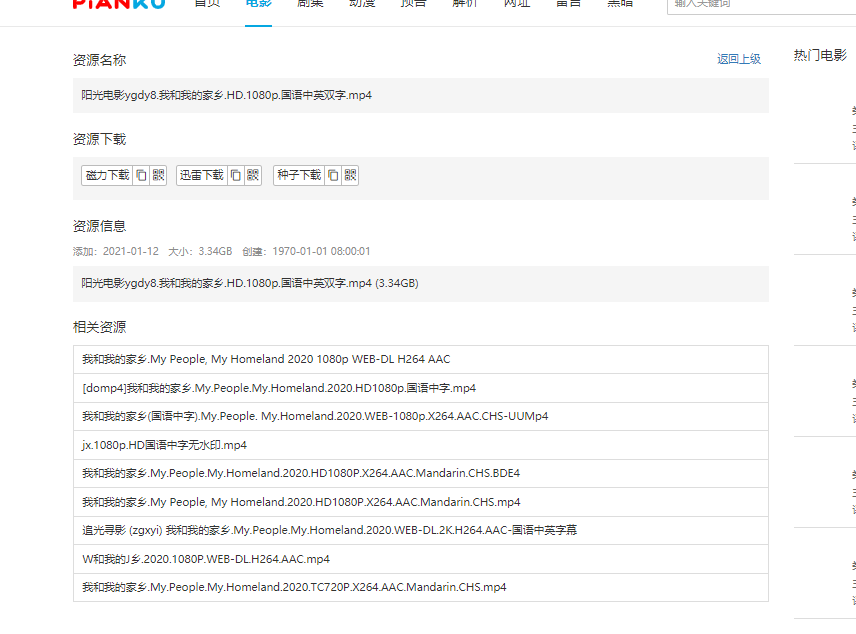 PiANKU
首页 电影 剧集 动漫 预告 解析 网址 留言 黑暗 输入关键词
资源名称 返回上级 热门电影
阳光电影ygdy8.我和我的家乡.HD.1080p.国语中英双字.mp4
资源下载
磁力下载 迅雷下载 种子下载
资源信息
添加：2021-01-12 大小：3.34GB 创建：1970-01-01 08:00:01
阳光电影ygdy8.我和我的家乡.HD.1080p.国语中英双字.mp4 (3.34GB)
相关资源
我和我的家乡.My People, My Homeland 2020 1080p WEB-DL H264 AAC
[domp4]我和我的家乡.My.People.My.Homeland.2020.HD1080p.国语中字.mp4
我和我的家乡(国语中字).My.People. My.Homeland.2020.WEB-1080p.X264.AAC.CHS-UUMp4
jx.1080p.HD国语中字无水印.mp4
我和我的家乡.My.People.My.Homeland.2020.HD1080P.X264.AAC.Mandarin.CHS.BDE4
我和我的家乡.My People, My Homeland.2020.HD1080P.X264.AAC.Mandarin.CHS.mp4
追光寻影 (zgxyi) 我和我的家乡.My.People.My.Homeland.2020.WEB-DL.2K.H264.AAC-国语中英字幕
W和我的J乡.2020.1080P.WEB-DL.H264.AAC.mp4
我和我的家乡.My.People.My.Homeland.2020.TC720P.X264.AAC.Mandarin.CHS.mp4